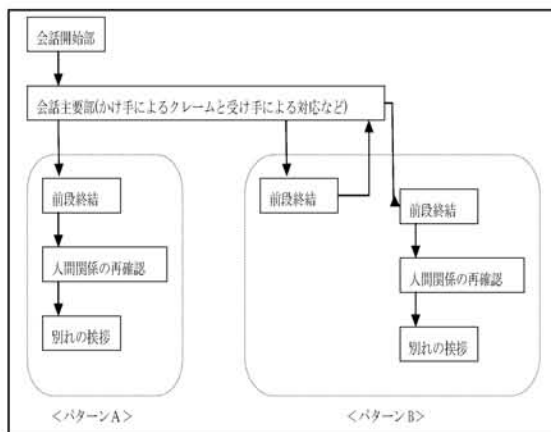 会話開始部
会話主要部(かけ手によるクレームと受け手による対応など)
前段終結
人間関係の再確認
別れの挨拶
前段終結
前段終結
人間関係の再確認
別れの挨拶
＜パターンA＞
＜パターンB＞